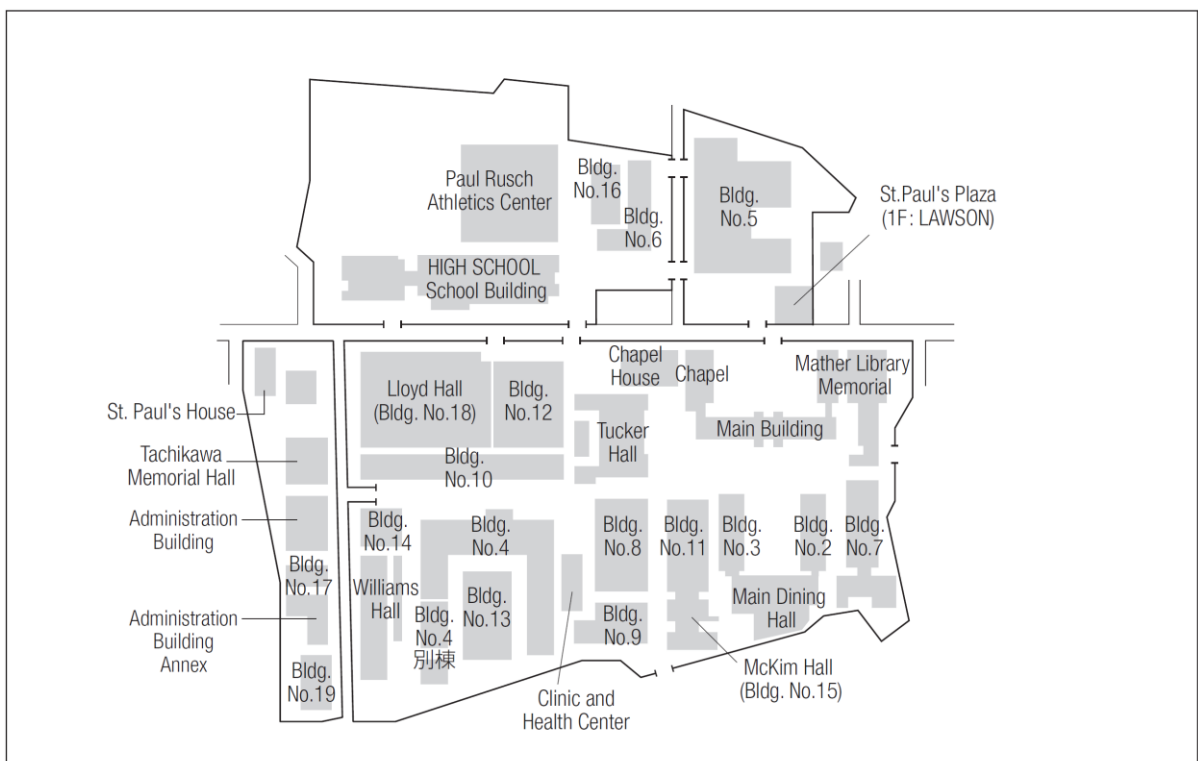 Paul Rusch
Athletics Center
Bldg.
No.16
Bldg.
No.6
Bldg.
No.5
St.Paul's Plaza
(1F: LAWSON)
HIGH SCHOOL
School Building
St. Paul's House
Lloyd Hall
(Bldg. No.18)
Bldg.
No.12
Chapel
House
Chapel
Mather Library
Memorial
Main Building
Tucker
Hall
Bldg.
No.10
Tachikawa
Memorial Hall
Administration
Building
Bldg.
No.14
Bldg.
No.4
Bldg.
No.8
Bldg.
No.11
Bldg.
No.3
Bldg.
No.2
Bldg.
No.7
Bldg.
No.17
Williams
Hall
Bldg.
No.13
Bldg.
No.4
別棟
Bldg.
No.9
Main Dining
Hall
Administration
Building
Annex
Bldg.
No.19
Clinic and
Health Center
McKim Hall
(Bldg. No.15)